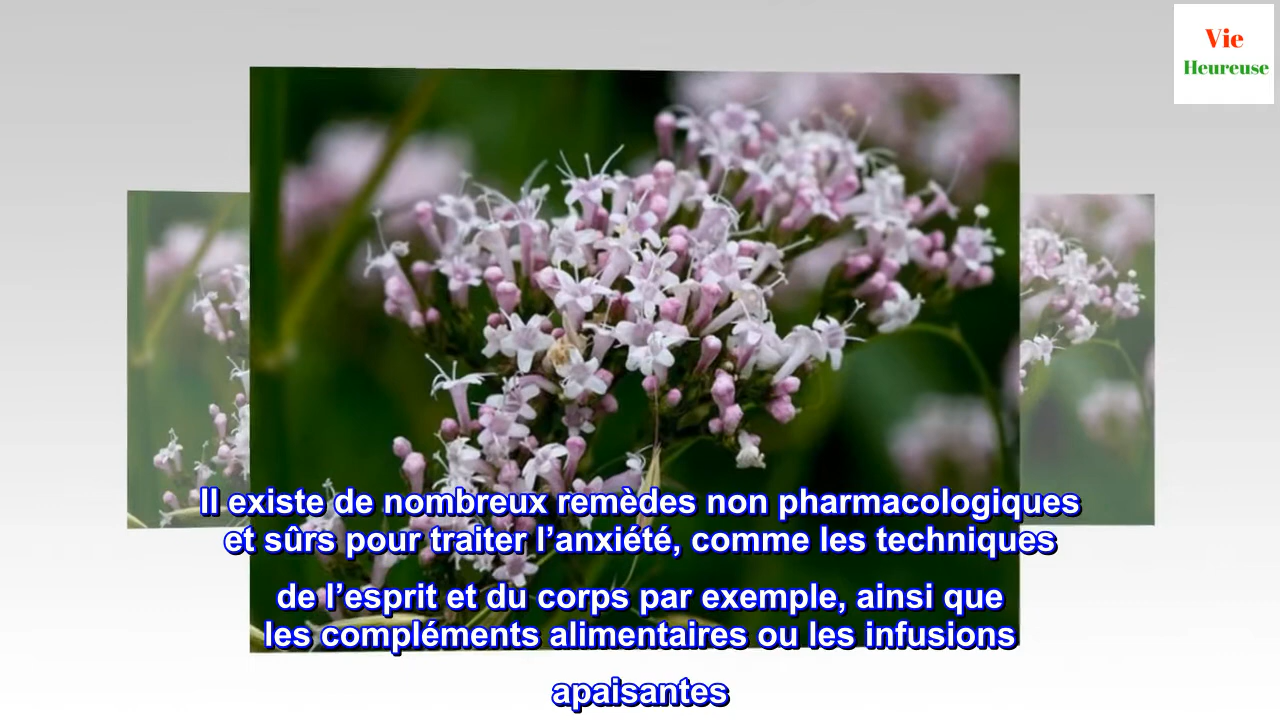 Vie
Heureuse
Il existe de nombreux remèdes non pharmacologiques
et sûrs pour traiter l’anxiété, comme les techniques
de l’esprit et du corps par exemple, ainsi que
les compléments alimentaires ou les infusions
apaisantes